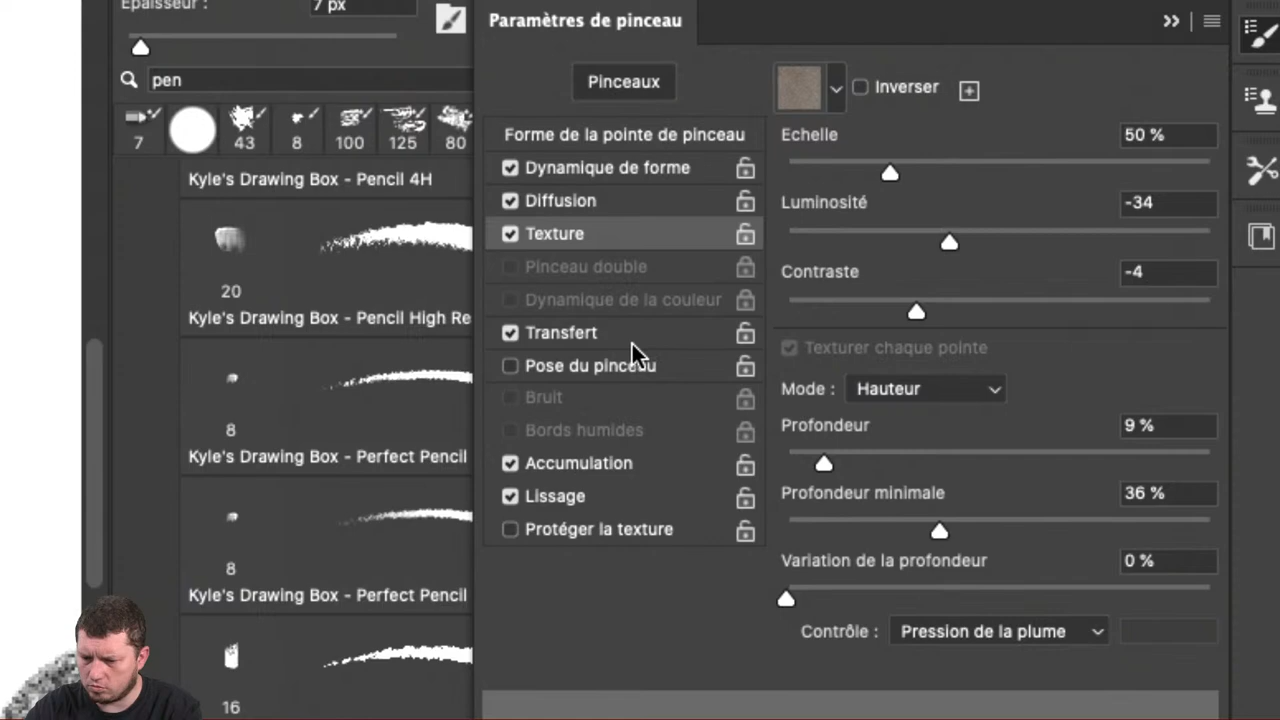 Epaisseur :
7 px
pen
7
43
8
100
125
80
Kyle's Drawing Box - Pencil 4H
20
Kyle's Drawing Box - Pencil High Re
8
Kyle's Drawing Box - Perfect Pencil
8
Kyle's Drawing Box - Perfect Pencil
16
Paramètres de pinceau
Pinceaux
Forme de la pointe de pinceau
Dynamique de forme
Diffusion
Texture
Pinceau double
Dynamique de la couleur
Transfert
Pose du pinceau
Bruit
Bords humides
Accumulation
Lissage
Protéger la texture
Inverser
Echelle
50 %
Luminosité
-34
Contraste
-4
Texturer chaque pointe
Mode :
Hauteur
Profondeur
9 %
Profondeur minimale
36 %
Variation de la profondeur
0 %
Contrôle :
Pression de la plume